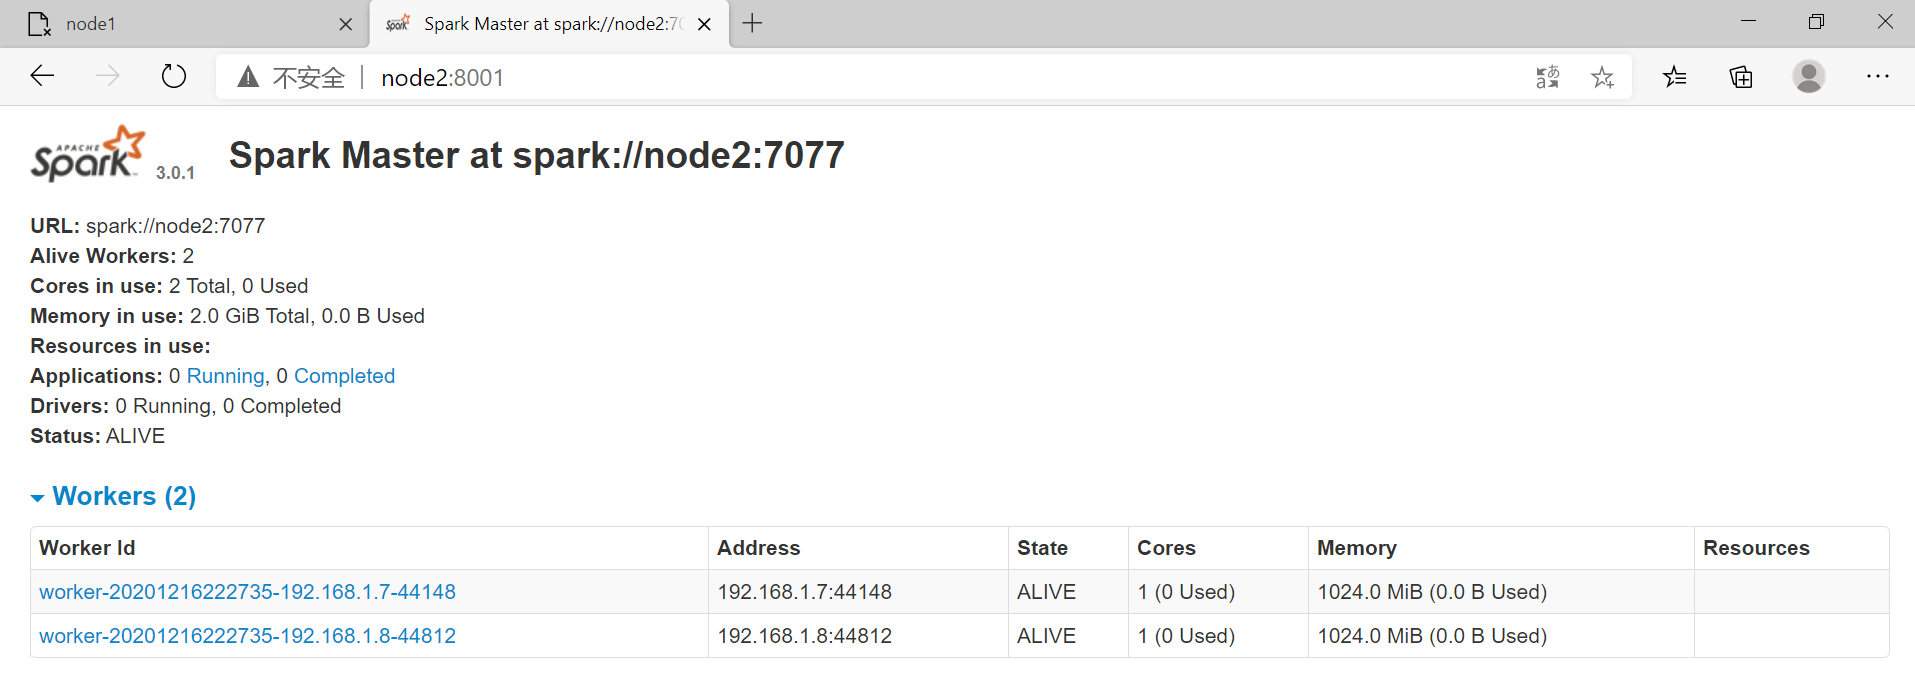 node1
Spark Master at spark://node2:70
不安全 node2:8001
APACHE
Spark 3.0.1
Spark Master at spark://node2:7077
URL: spark://node2:7077
Alive Workers: 2
Cores in use: 2 Total, 0 Used
Memory in use: 2.0 GiB Total, 0.0 B Used
Resources in use:
Applications: 0 Running, 0 Completed
Drivers: 0 Running, 0 Completed
Status: ALIVE
Workers (2)
Worker Id Address State Cores Memory Resources
worker-20201216222735-192.168.1.7-44148 192.168.1.7:44148 ALIVE 1 (0 Used) 1024.0 MiB (0.0 B Used)
worker-20201216222735-192.168.1.8-44812 192.168.1.8:44812 ALIVE 1 (0 Used) 1024.0 MiB (0.0 B Used)